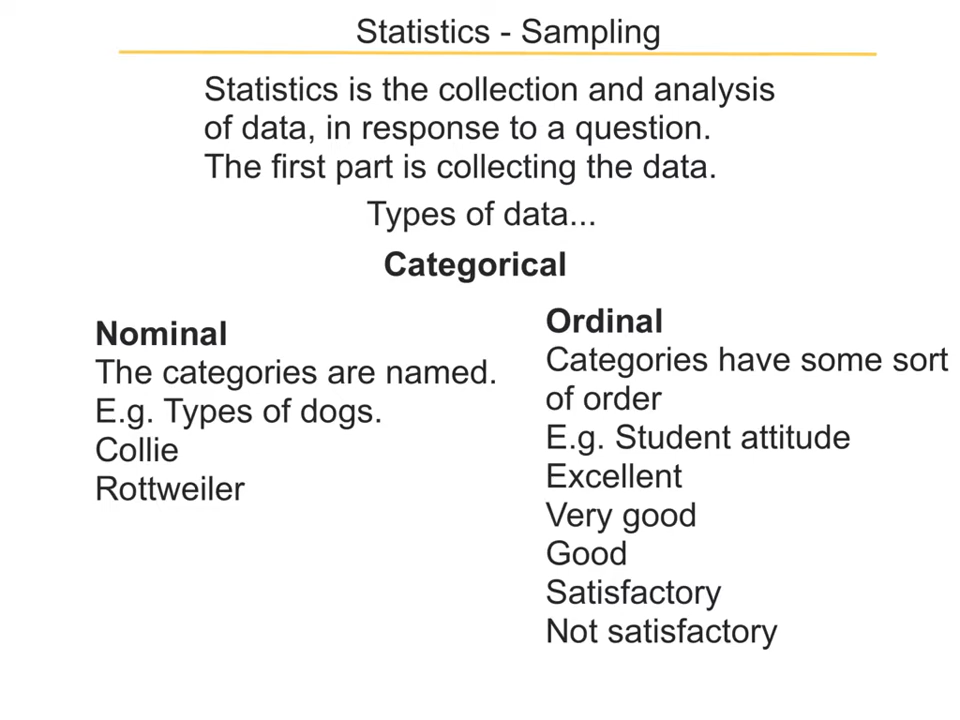 Statistics - Sampling
Statistics is the collection and analysis
of data, in response to a question.
The first part is collecting the data.
Types of data...
Categorical
Nominal
The categories are named.
E.g. Types of dogs.
Collie
Rottweiler
Ordinal
Categories have some sort
of order
E.g. Student attitude
Excellent
Very good
Good
Satisfactory
Not satisfactory